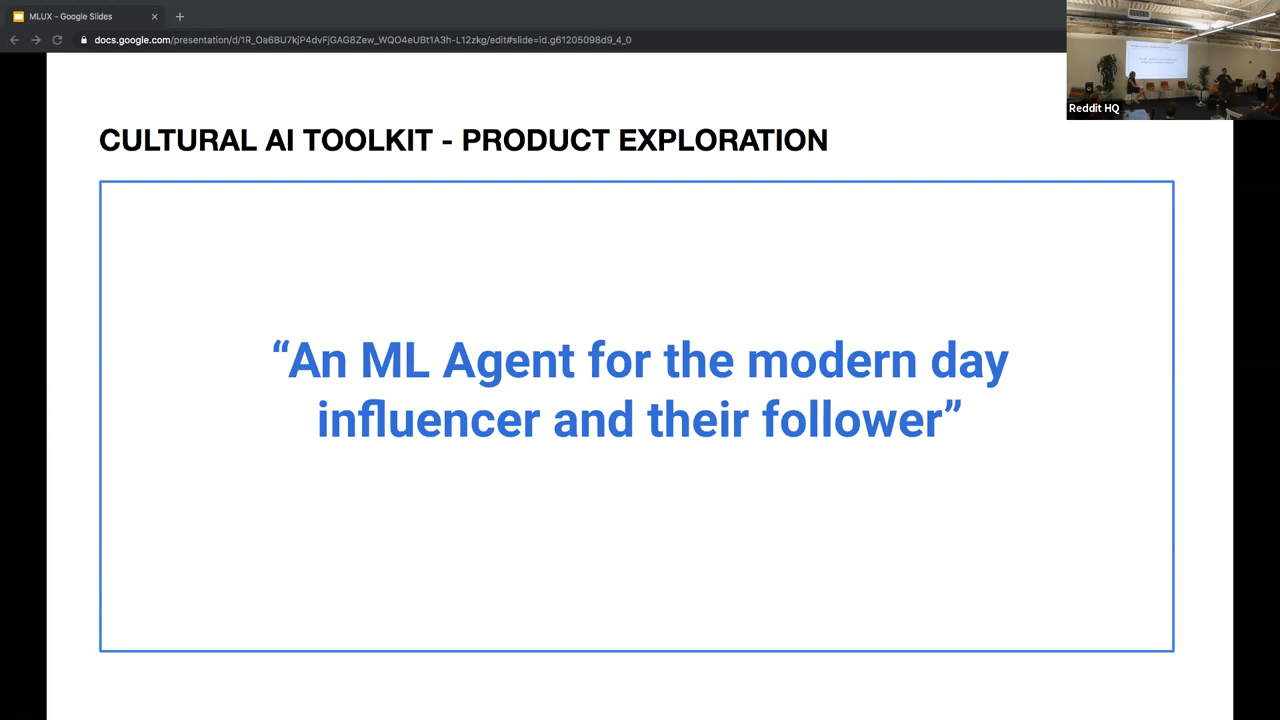 MLUX - Google Slides
docs.google.com/presentation/d/1R_Oa6BU7kjP4dvFjGAG8Zew_WQO4eUBt1A3h-L12zkg/edit#slide=id.g61205098d9_4_0
Reddit HQ
CULTURAL AI TOOLKIT - PRODUCT EXPLORATION
“An ML Agent for the modern day
influencer and their follower”